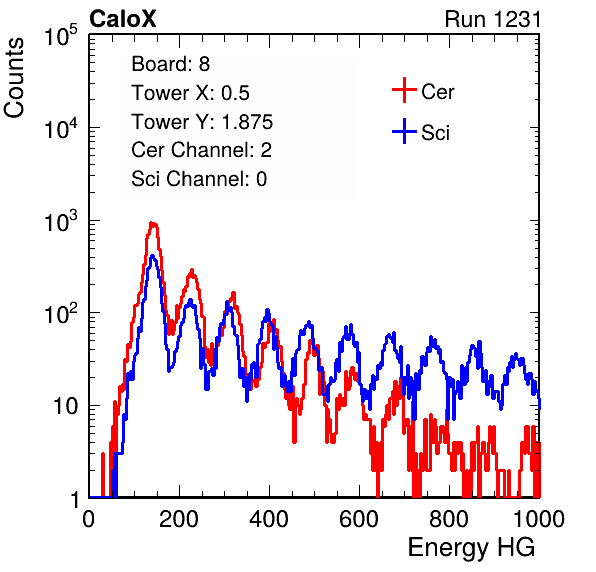 CaloX Run 1231
Counts
Board: 8
Tower X: 0.5
Tower Y: 1.875
Cer Channel: 2
Sci Channel: 0
Cer
Sci
10^5
10^4
10^3
10^2
10
1
0 200 400 600 800 1000
Energy HG